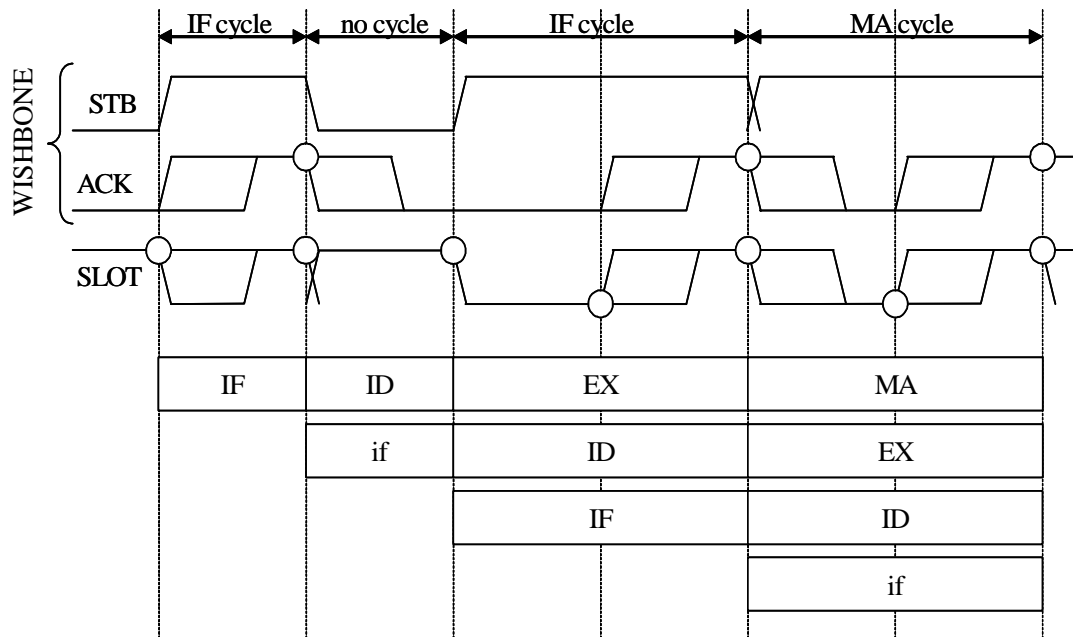 IF cycle no cycle IF cycle MA cycle
WISHBONE
STB
ACK
SLOT
IF ID EX MA
if ID EX
IF ID
if